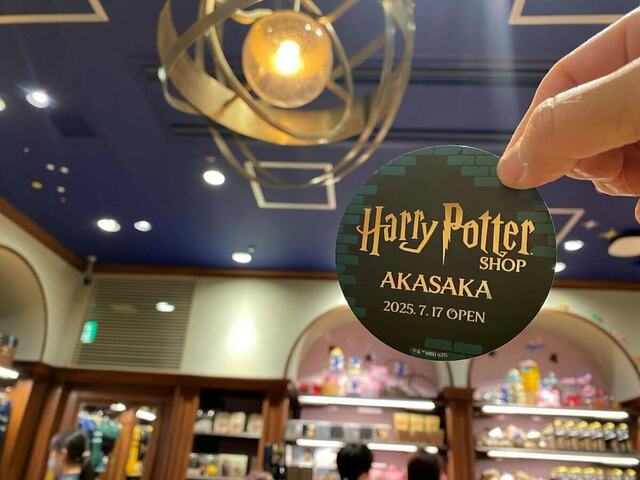 Harry Potter
SHOP
AKASAKA
2025.7.17 OPEN